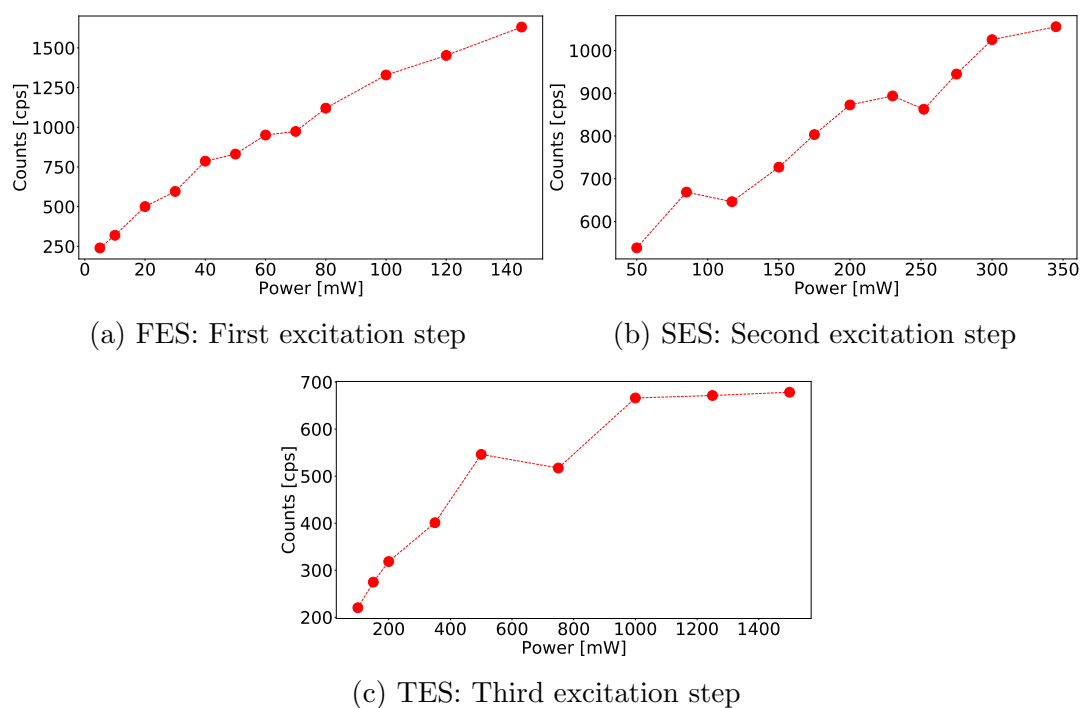 1500
1250
1000
750
500
250
Counts [cps]
0 20 40 60 80 100 120 140
Power [mW]
(a) FES: First excitation step
1000
900
800
700
600
Counts [cps]
50 100 150 200 250 300 350
Power [mW]
(b) SES: Second excitation step
700
600
500
400
300
200
Counts [cps]
200 400 600 800 1000 1200 1400
Power [mW]
(c) TES: Third excitation step